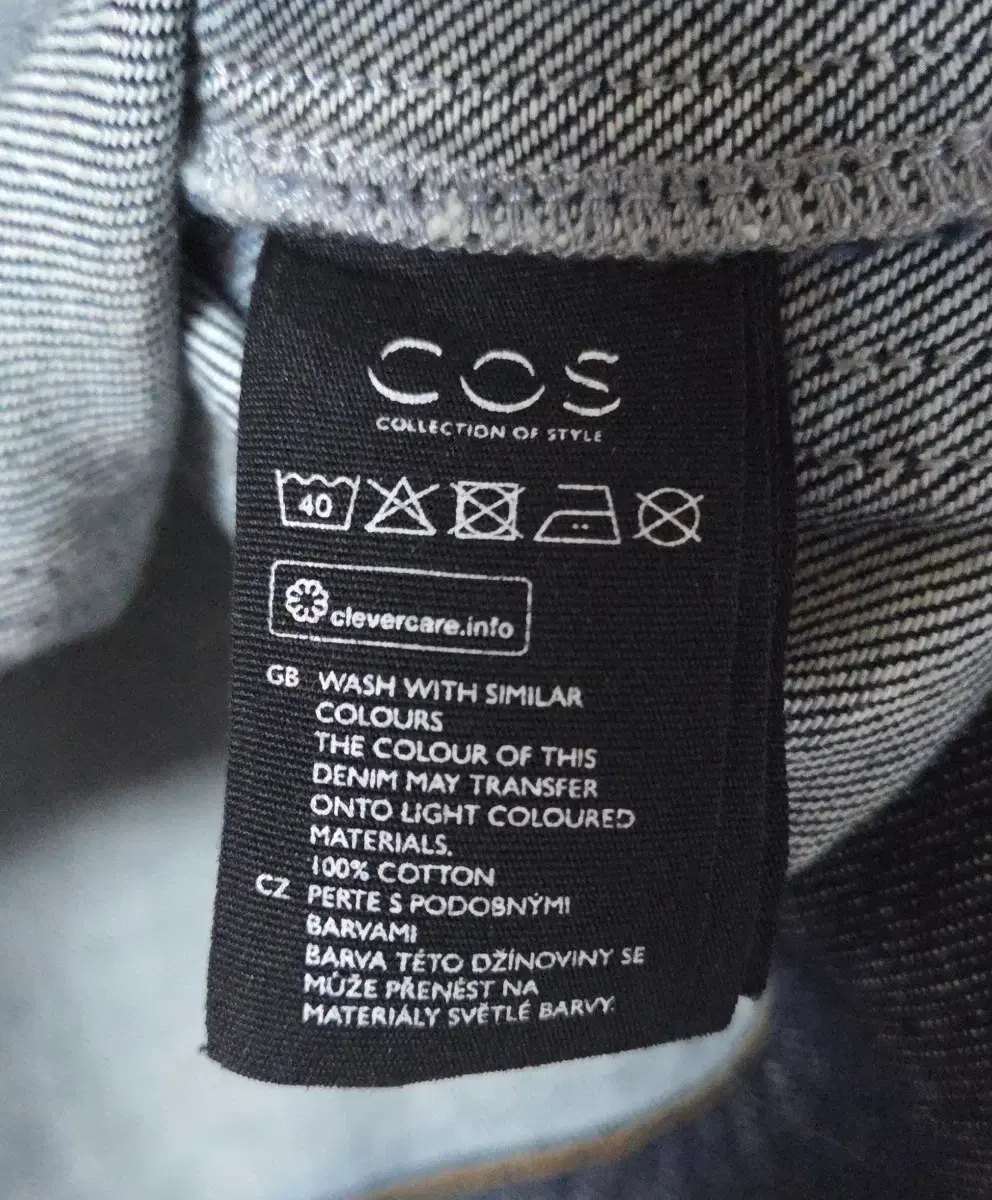 COS
COLLECTION OF STYLE
40
clevercare.info
GB WASH WITH SIMILAR
COLOURS
THE COLOUR OF THIS
DENIM MAY TRANSFER
ONTO LIGHT COLOURED
MATERIALS.
100% COTTON
CZ PERTE S PODOBNÝMI
BARVAMI
BARVA TÉTO DŽÍNOVINY SE
MŮŽE PŘENÉST NA
MATERIÁLY SVĚTLÉ BARVY.